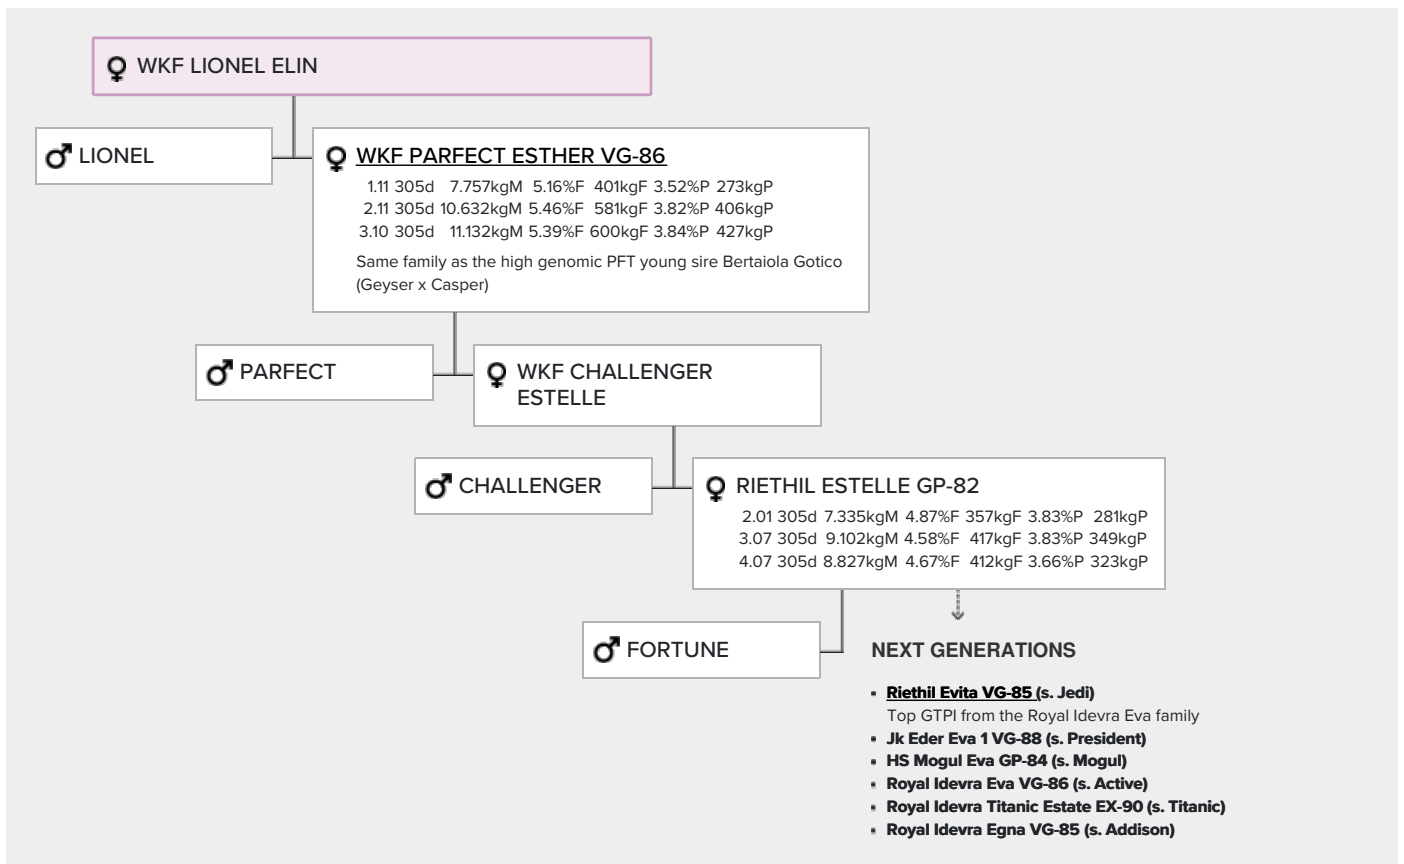 WKF LIONEL ELIN
LIONEL
WKF PARFECT ESTHER VG-86
1.11 305d 7.757kgM 5.16%F 401kgF 3.52%P 273kgP
2.11 305d 10.632kgM 5.46%F 581kgF 3.82%P 406kgP
3.10 305d 11.132kgM 5.39%F 600kgF 3.84%P 427kgP
Same family as the high genomic PFT young sire Bertaiola Gotico
(Geyser x Casper)
PARFECT
WKF CHALLENGER
ESTELLE
CHALLENGER
RIETHIL ESTELLE GP-82
2.01 305d 7.335kgM 4.87%F 357kgF 3.83%P 281kgP
3.07 305d 9.102kgM 4.58%F 417kgF 3.83%P 349kgP
4.07 305d 8.827kgM 4.67%F 412kgF 3.66%P 323kgP
FORTUNE
NEXT GENERATIONS
• Riethil Evita VG-85 (s. Jedi)
Top GTPI from the Royal Idevra Eva family
• Jk Eder Eva 1 VG-88 (s. President)
• HS Mogul Eva GP-84 (s. Mogul)
• Royal Idevra Eva VG-86 (s. Active)
• Royal Idevra Titanic Estate EX-90 (s. Titanic)
• Royal Idevra Egna VG-85 (s. Addison)